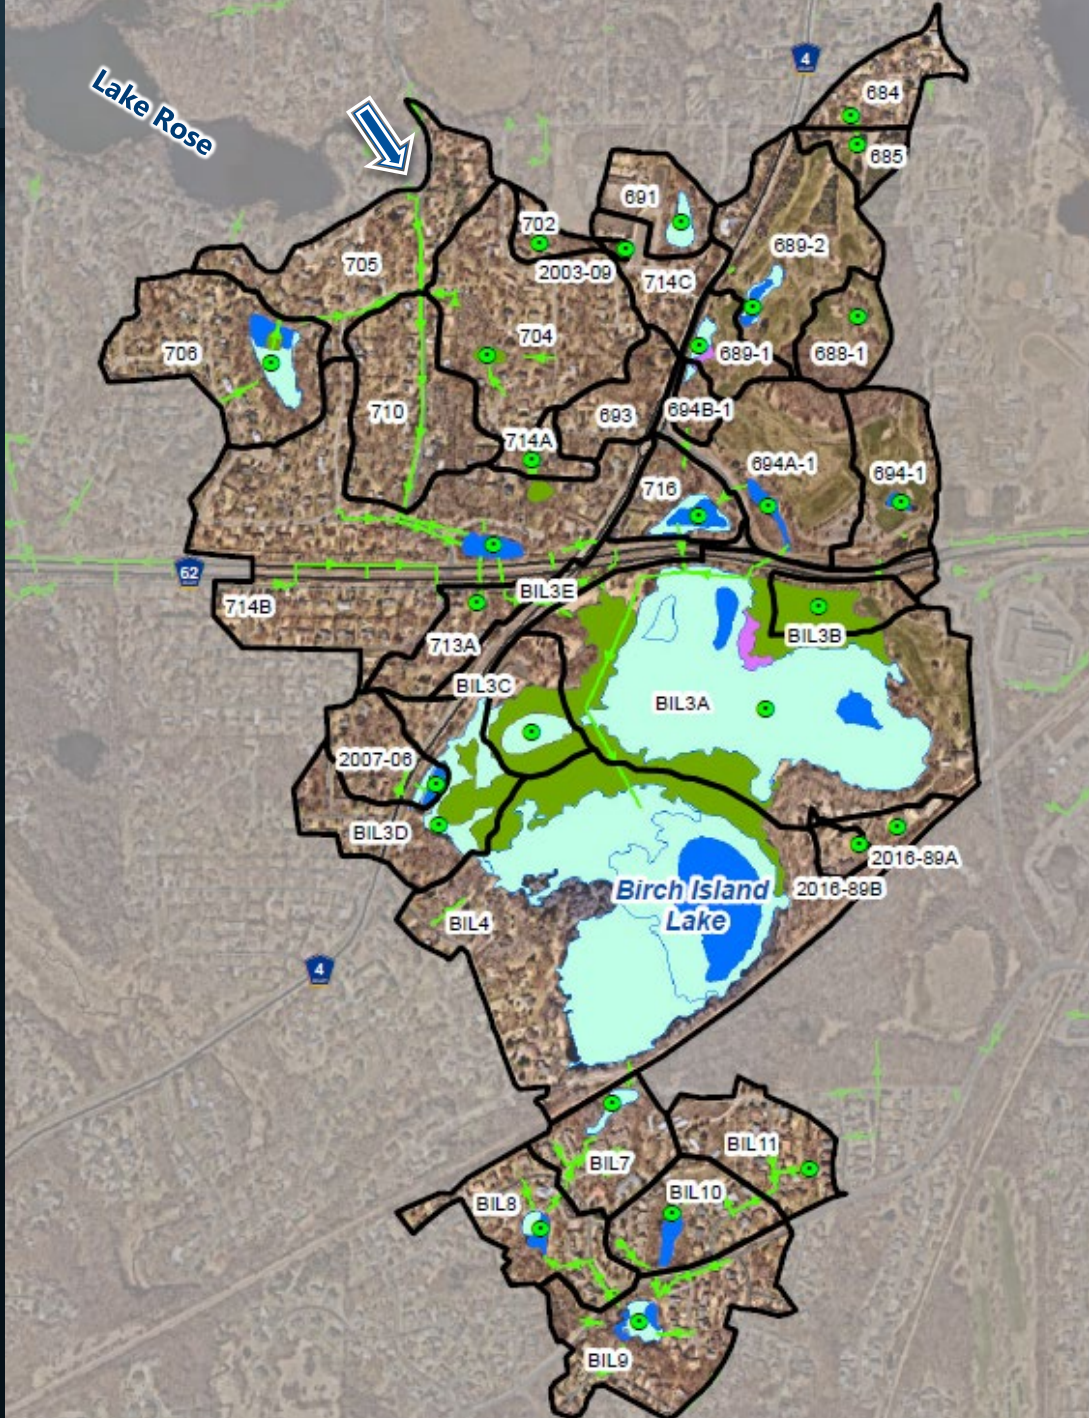 4
684
Lake Rose
685
691
702
689-2
705
2003-09
714C
704
706
689-1
688-1
710
693
694B-1
714A
694A-1
694-1
716
62
BIL3E
714B
BIL3B
713A
BIL3C
BIL3A
2007-06
BIL3D
2016-89A
2016-89B
Birch Island
Lake
BIL4
4
BIL11
BIL7
BIL10
BIL8
BIL9